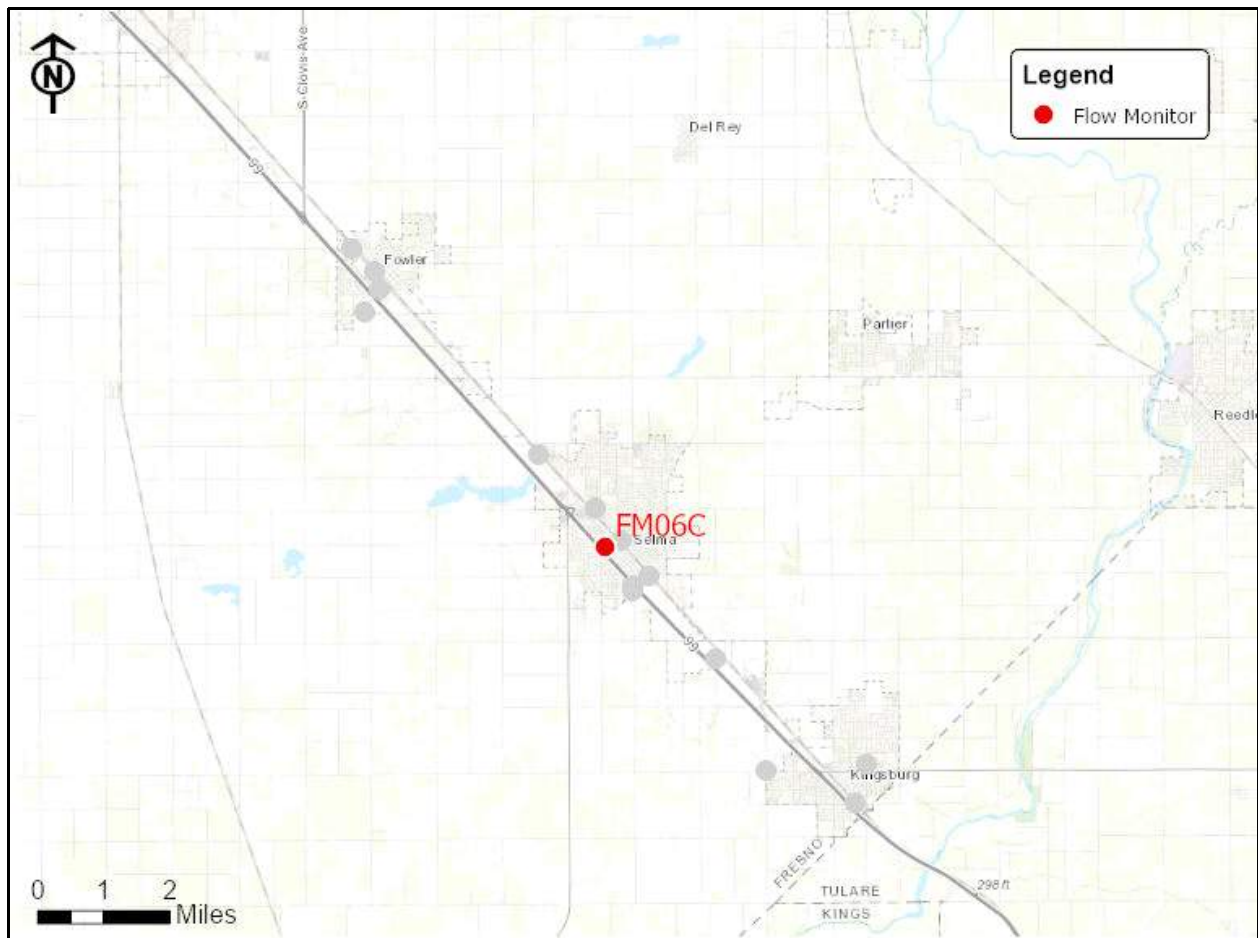 N
S Clovis Ave
Legend
Flow Monitor
Del Rey
99
Fowler
Parlier
Reedle
FM06C
Selma
99
Kingsburg
FRESNO
298 ft
TULARE
KINGS
0 1 2
Miles